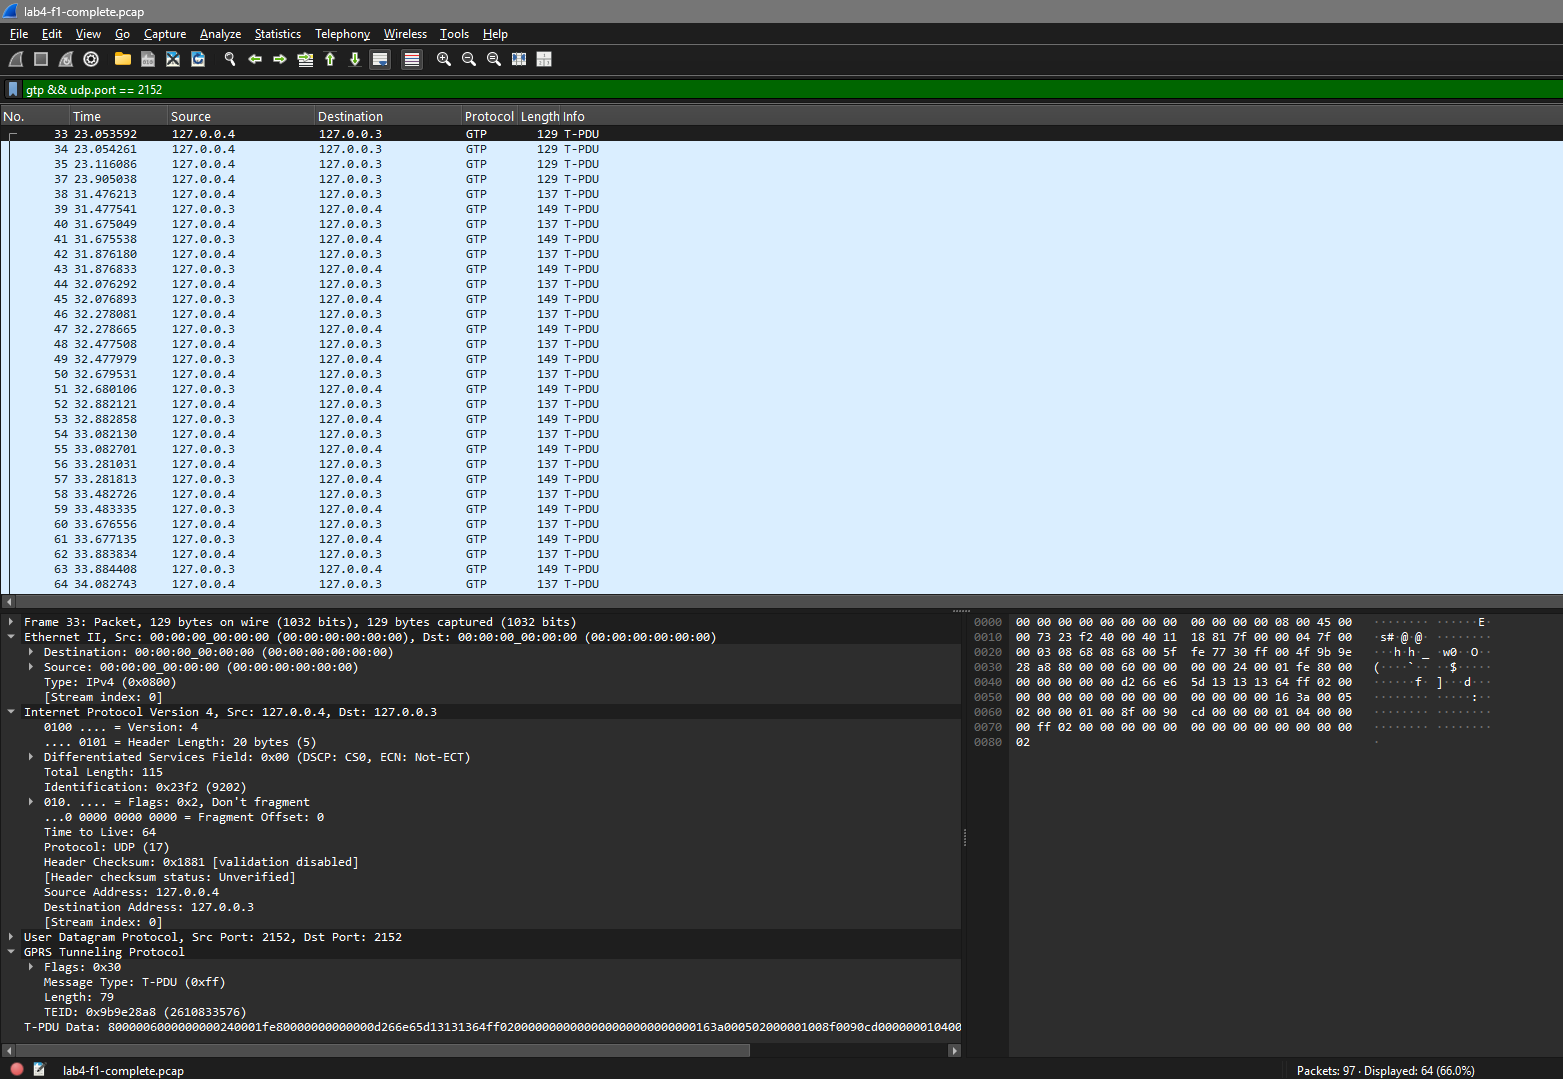 lab4-f1-complete.pcap
File Edit View Go Capture Analyze Statistics Telephony Wireless Tools Help
gtp && udp.port == 2152
No. Time Source Destination Protocol Length Info
33 23.053592 127.0.0.4 127.0.0.3 GTP 129 T-PDU
34 23.054261 127.0.0.4 127.0.0.3 GTP 129 T-PDU
35 23.116086 127.0.0.4 127.0.0.3 GTP 129 T-PDU
37 23.905038 127.0.0.4 127.0.0.3 GTP 129 T-PDU
38 31.476213 127.0.0.4 127.0.0.3 GTP 137 T-PDU
39 31.477541 127.0.0.3 127.0.0.4 GTP 149 T-PDU
40 31.675049 127.0.0.4 127.0.0.3 GTP 137 T-PDU
41 31.675538 127.0.0.3 127.0.0.4 GTP 149 T-PDU
42 31.876180 127.0.0.4 127.0.0.3 GTP 137 T-PDU
43 31.876833 127.0.0.3 127.0.0.4 GTP 149 T-PDU
44 32.076292 127.0.0.4 127.0.0.3 GTP 137 T-PDU
45 32.076893 127.0.0.3 127.0.0.4 GTP 149 T-PDU
46 32.278081 127.0.0.4 127.0.0.3 GTP 137 T-PDU
47 32.278665 127.0.0.3 127.0.0.4 GTP 149 T-PDU
48 32.477508 127.0.0.4 127.0.0.3 GTP 137 T-PDU
49 32.477979 127.0.0.3 127.0.0.4 GTP 149 T-PDU
50 32.679531 127.0.0.4 127.0.0.3 GTP 137 T-PDU
51 32.680106 127.0.0.3 127.0.0.4 GTP 149 T-PDU
52 32.882121 127.0.0.4 127.0.0.3 GTP 137 T-PDU
53 32.882858 127.0.0.3 127.0.0.4 GTP 149 T-PDU
54 33.082130 127.0.0.4 127.0.0.3 GTP 137 T-PDU
55 33.082701 127.0.0.3 127.0.0.4 GTP 149 T-PDU
56 33.281031 127.0.0.4 127.0.0.3 GTP 137 T-PDU
57 33.281813 127.0.0.3 127.0.0.4 GTP 149 T-PDU
58 33.482726 127.0.0.4 127.0.0.3 GTP 137 T-PDU
59 33.483335 127.0.0.3 127.0.0.4 GTP 149 T-PDU
60 33.676556 127.0.0.4 127.0.0.3 GTP 137 T-PDU
61 33.677135 127.0.0.3 127.0.0.4 GTP 149 T-PDU
62 33.883834 127.0.0.4 127.0.0.3 GTP 137 T-PDU
63 33.884408 127.0.0.3 127.0.0.4 GTP 149 T-PDU
64 34.082743 127.0.0.4 127.0.0.3 GTP 137 T-PDU
Frame 33: Packet, 129 bytes on wire (1032 bits), 129 bytes captured (1032 bits)
Ethernet II, Src: 00:00:00_00:00:00 (00:00:00:00:00:00), Dst: 00:00:00_00:00:00 (00:00:00:00:00:00)
Destination: 00:00:00_00:00:00 (00:00:00:00:00:00)
Source: 00:00:00_00:00:00 (00:00:00:00:00:00)
Type: IPv4 (0x0800)
[Stream index: 0]
Internet Protocol Version 4, Src: 127.0.0.4, Dst: 127.0.0.3
0100 .... = Version: 4
.... 0101 = Header Length: 20 bytes (5)
Differentiated Services Field: 0x00 (DSCP: CS0, ECN: Not-ECT)
Total Length: 115
Identification: 0x23f2 (9202)
010. .... = Flags: 0x2, Don't fragment
...0 0000 0000 0000 = Fragment Offset: 0
Time to Live: 64
Protocol: UDP (17)
Header Checksum: 0x1881 [validation disabled]
[Header checksum status: Unverified]
Source Address: 127.0.0.4
Destination Address: 127.0.0.3
[Stream index: 0]
User Datagram Protocol, Src Port: 2152, Dst Port: 2152
GPRS Tunneling Protocol
Flags: 0x30
Message Type: T-PDU (0xff)
Length: 79
TEID: 0x9b9e28a8 (2610833576)
T-PDU Data: 8000006000000000240001fe80000000000000d266e65d13131364ff0200000000000000000000000000163a000502000001008f0090cd000000010400
0000 00 00 00 00 00 00 00 00 00 00 00 00 08 00 45 00 ········ ······E·
0010 00 73 23 f2 40 00 40 11 18 81 7f 00 00 04 7f 00 ·s#·@·@· ········
0020 00 03 08 68 08 68 00 5f fe 77 30 ff 00 4f 9b 9e ···h·h·_ ·w0··O··
0030 28 a8 80 00 00 60 00 00 00 00 24 00 01 fe 80 00 (····`·· ··$·····
0040 00 00 00 00 00 d2 66 e6 5d 13 13 13 64 ff 02 00 ······f· ]···d···
0050 00 00 00 00 00 00 00 00 00 00 00 00 16 3a 00 05 ········ ·····:··
0060 02 00 00 01 00 8f 00 90 cd 00 00 00 01 04 00 00 ········ ········
0070 00 ff 02 00 00 00 00 00 00 00 00 00 00 00 00 00 ········ ········
0080 02 ·
lab4-f1-complete.pcap Packets: 97 · Displayed: 64 (66.0%)